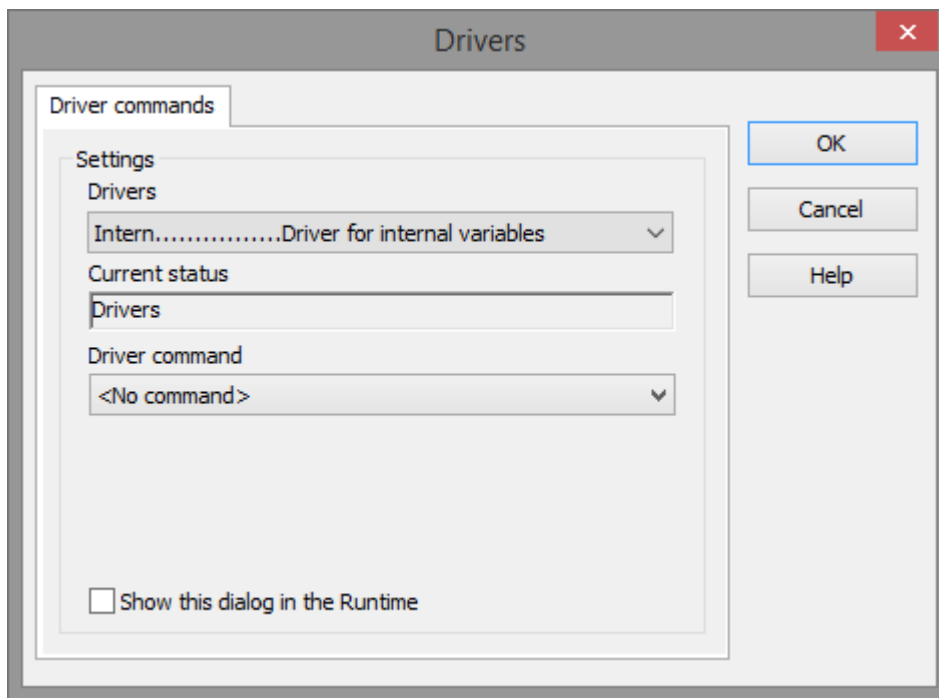 Drivers
Driver commands
Settings
Drivers
Intern................Driver for internal variables
Current status
Drivers
Driver command
<No command>
Show this dialog in the Runtime
OK
Cancel
Help